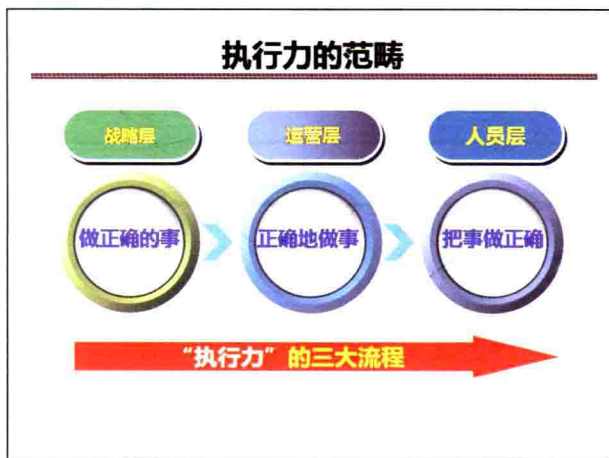 执行力的范畴
战略层
运营层
人员层
做正确的事
正确地做事
把事做正确
“执行力”的三大流程